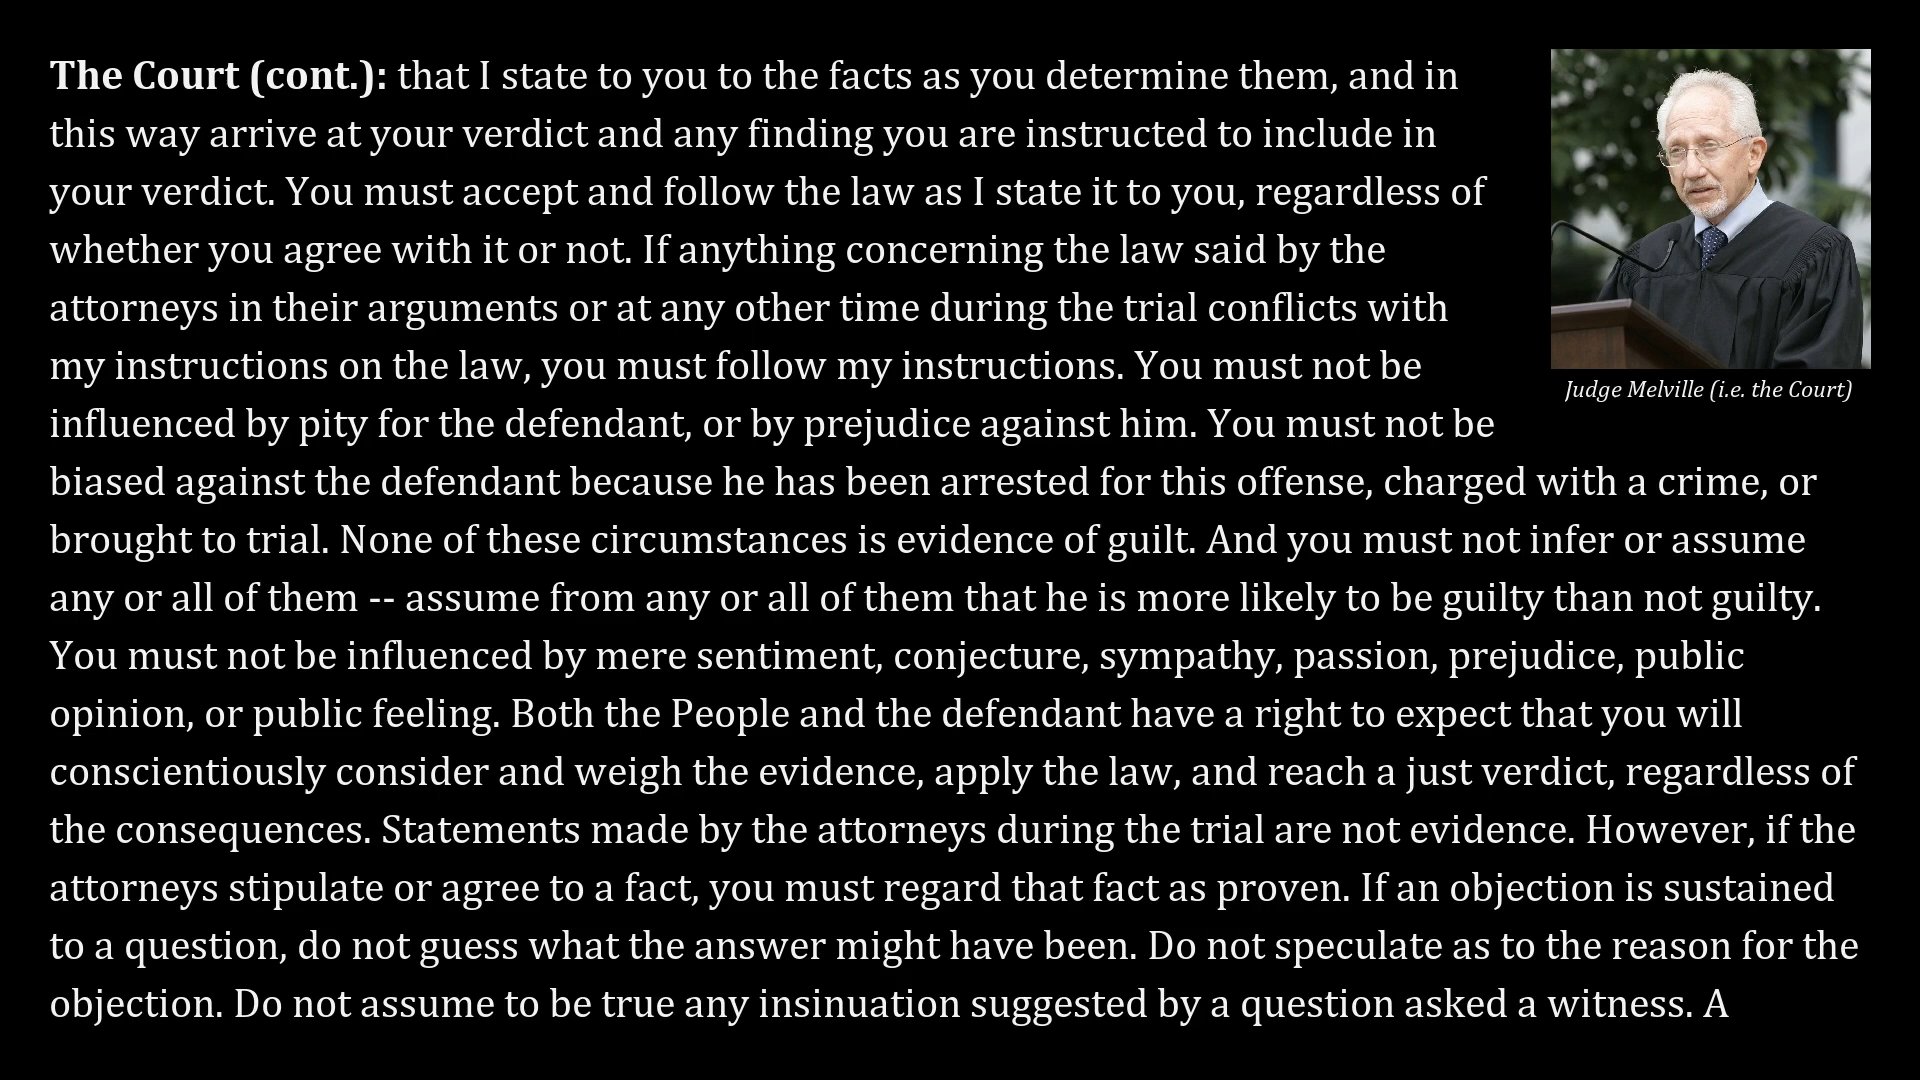 The Court (cont.): that I state to you to the facts as you determine them, and in
this way arrive at your verdict and any finding you are instructed to include in
your verdict. You must accept and follow the law as I state it to you, regardless of
whether you agree with it or not. If anything concerning the law said by the
attorneys in their arguments or at any other time during the trial conflicts with
my instructions on the law, you must follow my instructions. You must not be
influenced by pity for the defendant, or by prejudice against him. You must not be
biased against the defendant because he has been arrested for this offense, charged with a crime, or
brought to trial. None of these circumstances is evidence of guilt. And you must not infer or assume
any or all of them -- assume from any or all of them that he is more likely to be guilty than not guilty.
You must not be influenced by mere sentiment, conjecture, sympathy, passion, prejudice, public
opinion, or public feeling. Both the People and the defendant have a right to expect that you will
conscientiously consider and weigh the evidence, apply the law, and reach a just verdict, regardless of
the consequences. Statements made by the attorneys during the trial are not evidence. However, if the
attorneys stipulate or agree to a fact, you must regard that fact as proven. If an objection is sustained
to a question, do not guess what the answer might have been. Do not speculate as to the reason for the
objection. Do not assume to be true any insinuation suggested by a question asked a witness. A
Judge Melville (i.e. the Court)